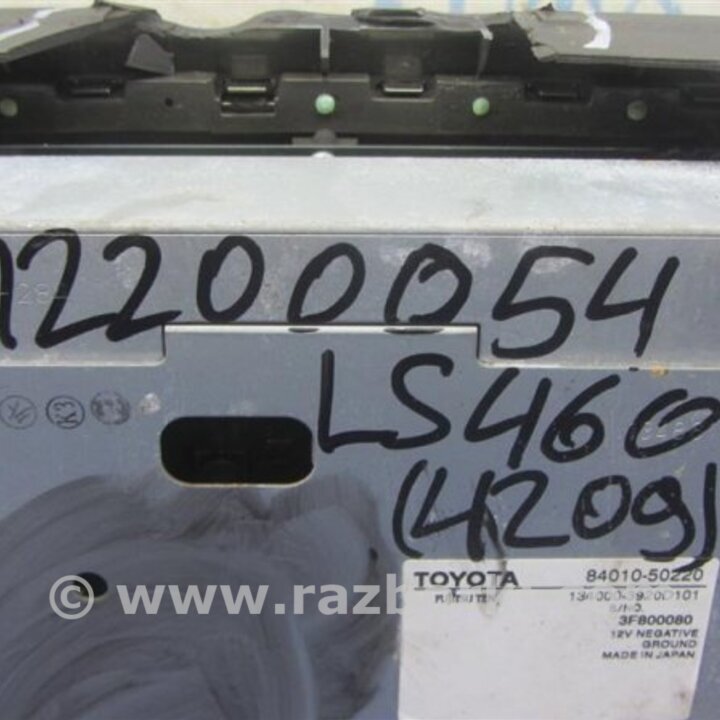 12200054
LS460
(4209)
TOYOTA 84010-50220
FUJITSU TEN
S/NO.
3F800080
12V NEGATIVE
GROUND
MADE IN JAPAN
© www.razb